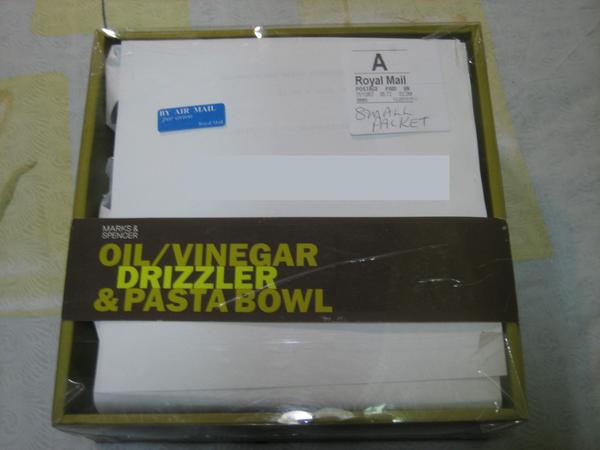 A
Royal Mail
POSTAGE PAID UK
BY AIR MAIL
par avion
Royal Mail
SMALL
PACKET
MARKS &
SPENCER
OIL/VINEGAR
DRIZZLER
& PASTA BOWL